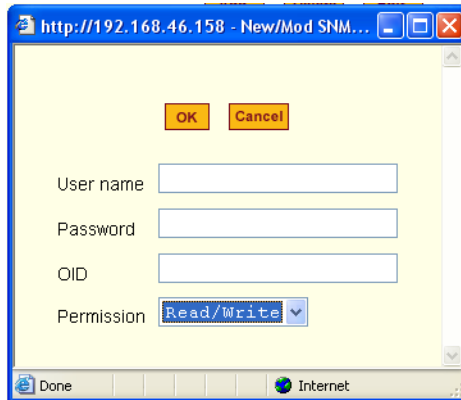 http://192.168.46.158 - New/Mod SNM...
OK Cancel
User name
Password
OID
Permission Read/Write
Done Internet